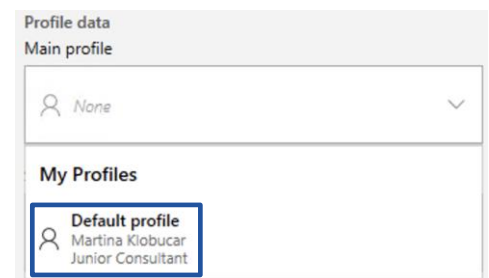 Profile data
Main profile
None
My Profiles
Default profile
Martina Klobucar
Junior Consultant